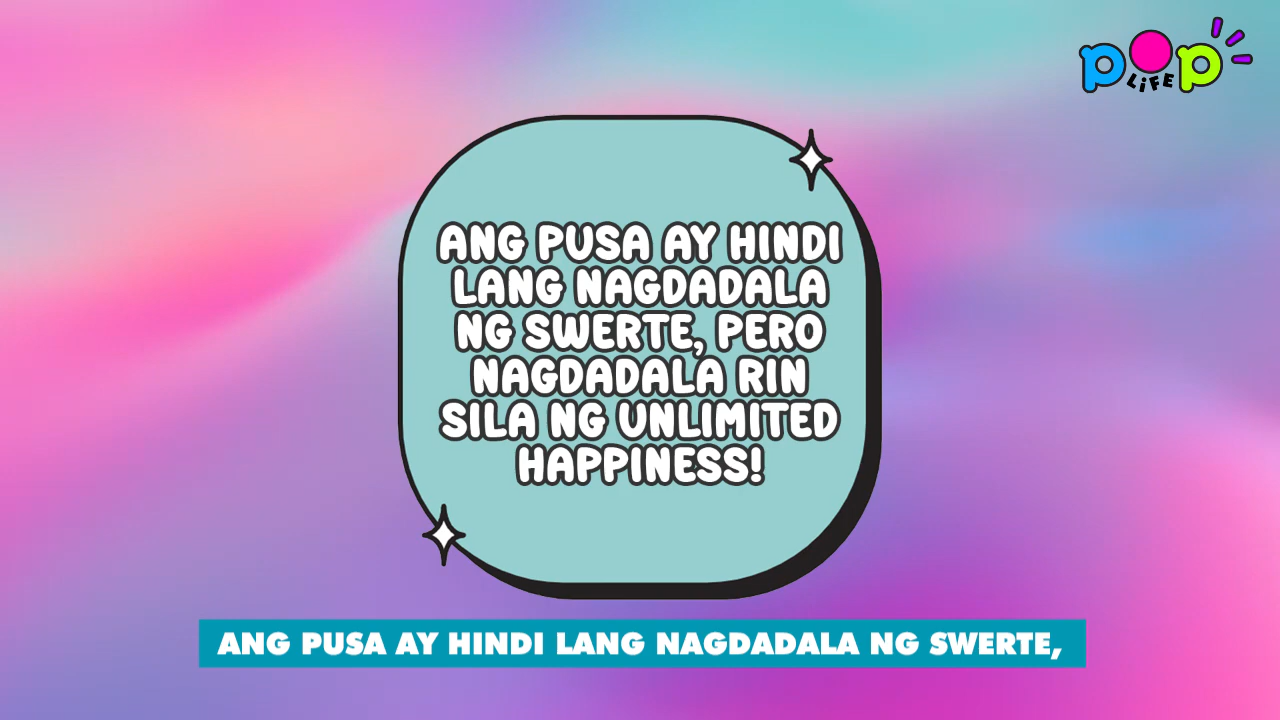 pop
LiFE
ANG PUSA AY HINDI
LANG NAGDADALA
NG SWERTE, PERO
NAGDADALA RIN
SILA NG UNLIMITED
HAPPINESS!
ANG PUSA AY HINDI LANG NAGDADALA NG SWERTE,